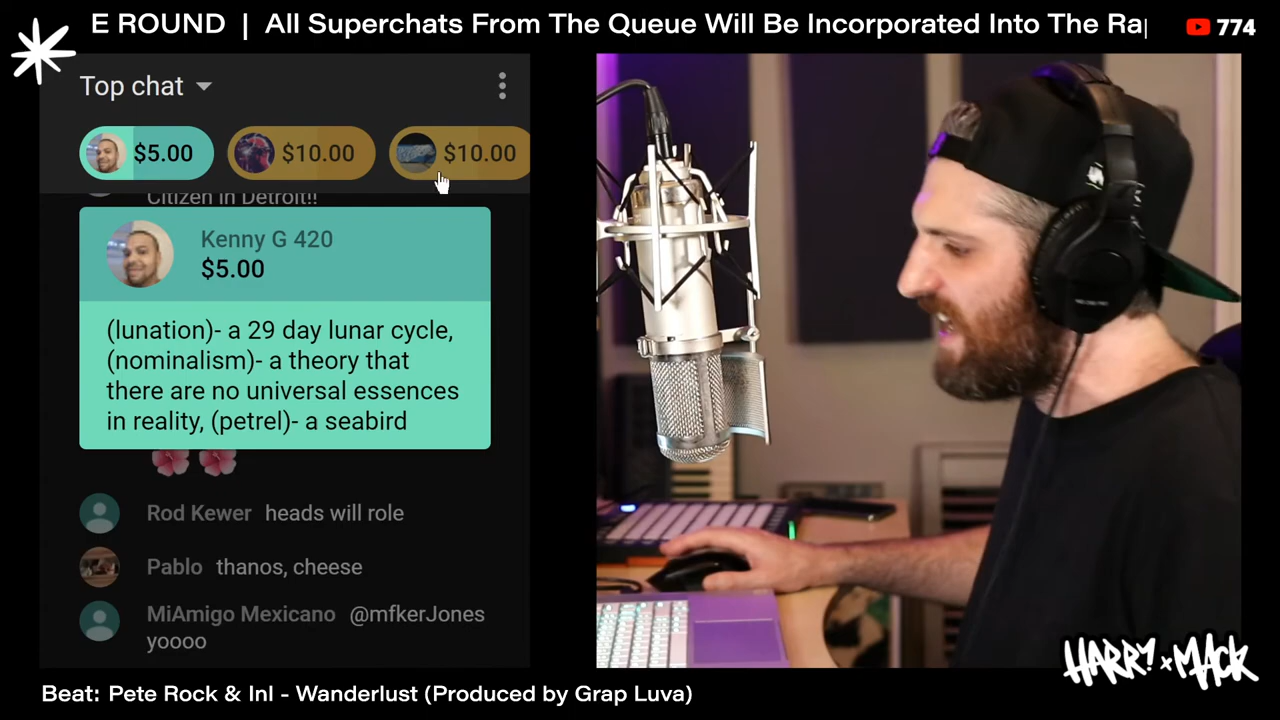 E ROUND | All Superchats From The Queue Will Be Incorporated Into The Rap
774
Top chat
$5.00
$10.00
$10.00
Citizen in Detroit!!
Kenny G 420
$5.00
(lunation)- a 29 day lunar cycle,
(nominalism)- a theory that
there are no universal essences
in reality, (petrel)- a seabird
Rod Kewer heads will role
Pablo thanos, cheese
MiAmigo Mexicano @mfkerJones
yoooo
HARRY MACK
Beat: Pete Rock & InI - Wanderlust (Produced by Grap Luva)